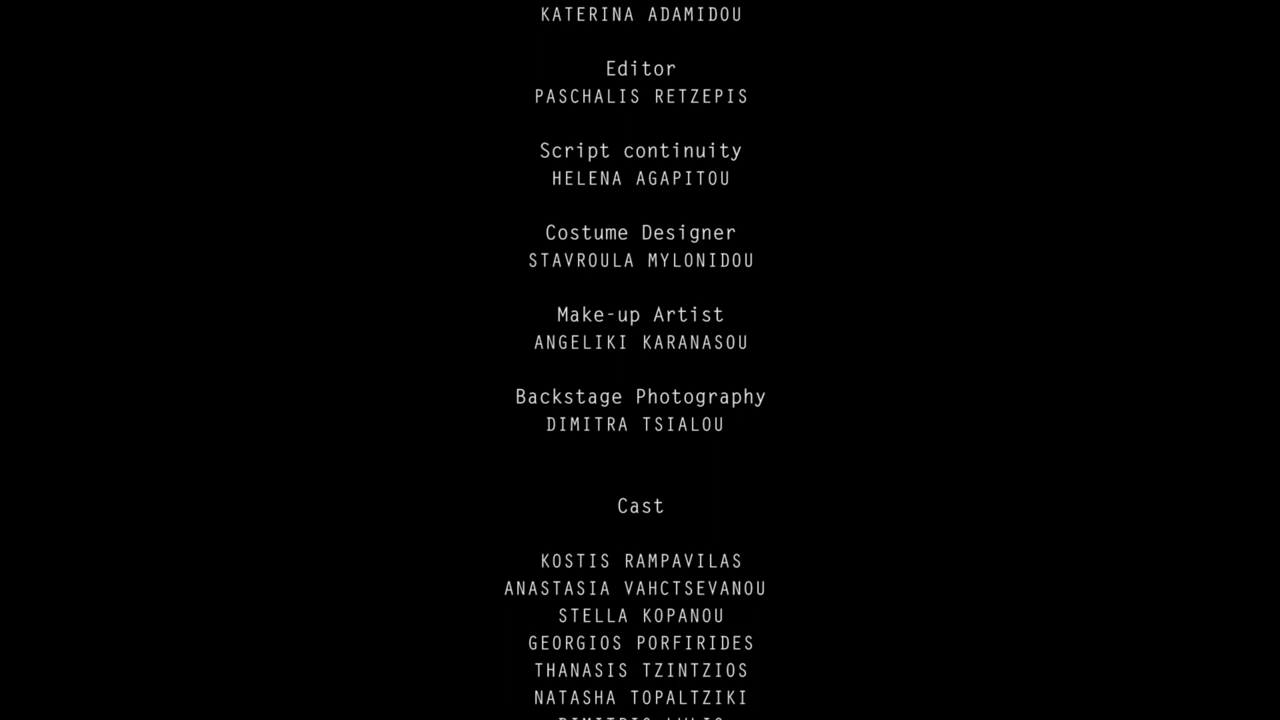 KATERINA ADAMIDOU
Editor
PASCHALIS RETZEPIS
Script continuity
HELENA AGAPITOU
Costume Designer
STAVROULA MYLONIDOU
Make-up Artist
ANGELIKI KARANASOU
Backstage Photography
DIMITRA TSIALOU
Cast
KOSTIS RAMPAVILAS
ANASTASIA VAHCTSEVANOU
STELLA KOPANOU
GEORGIOS PORFIRIDES
THANASIS TZINTZIOS
NATASHA TOPALTZIKI